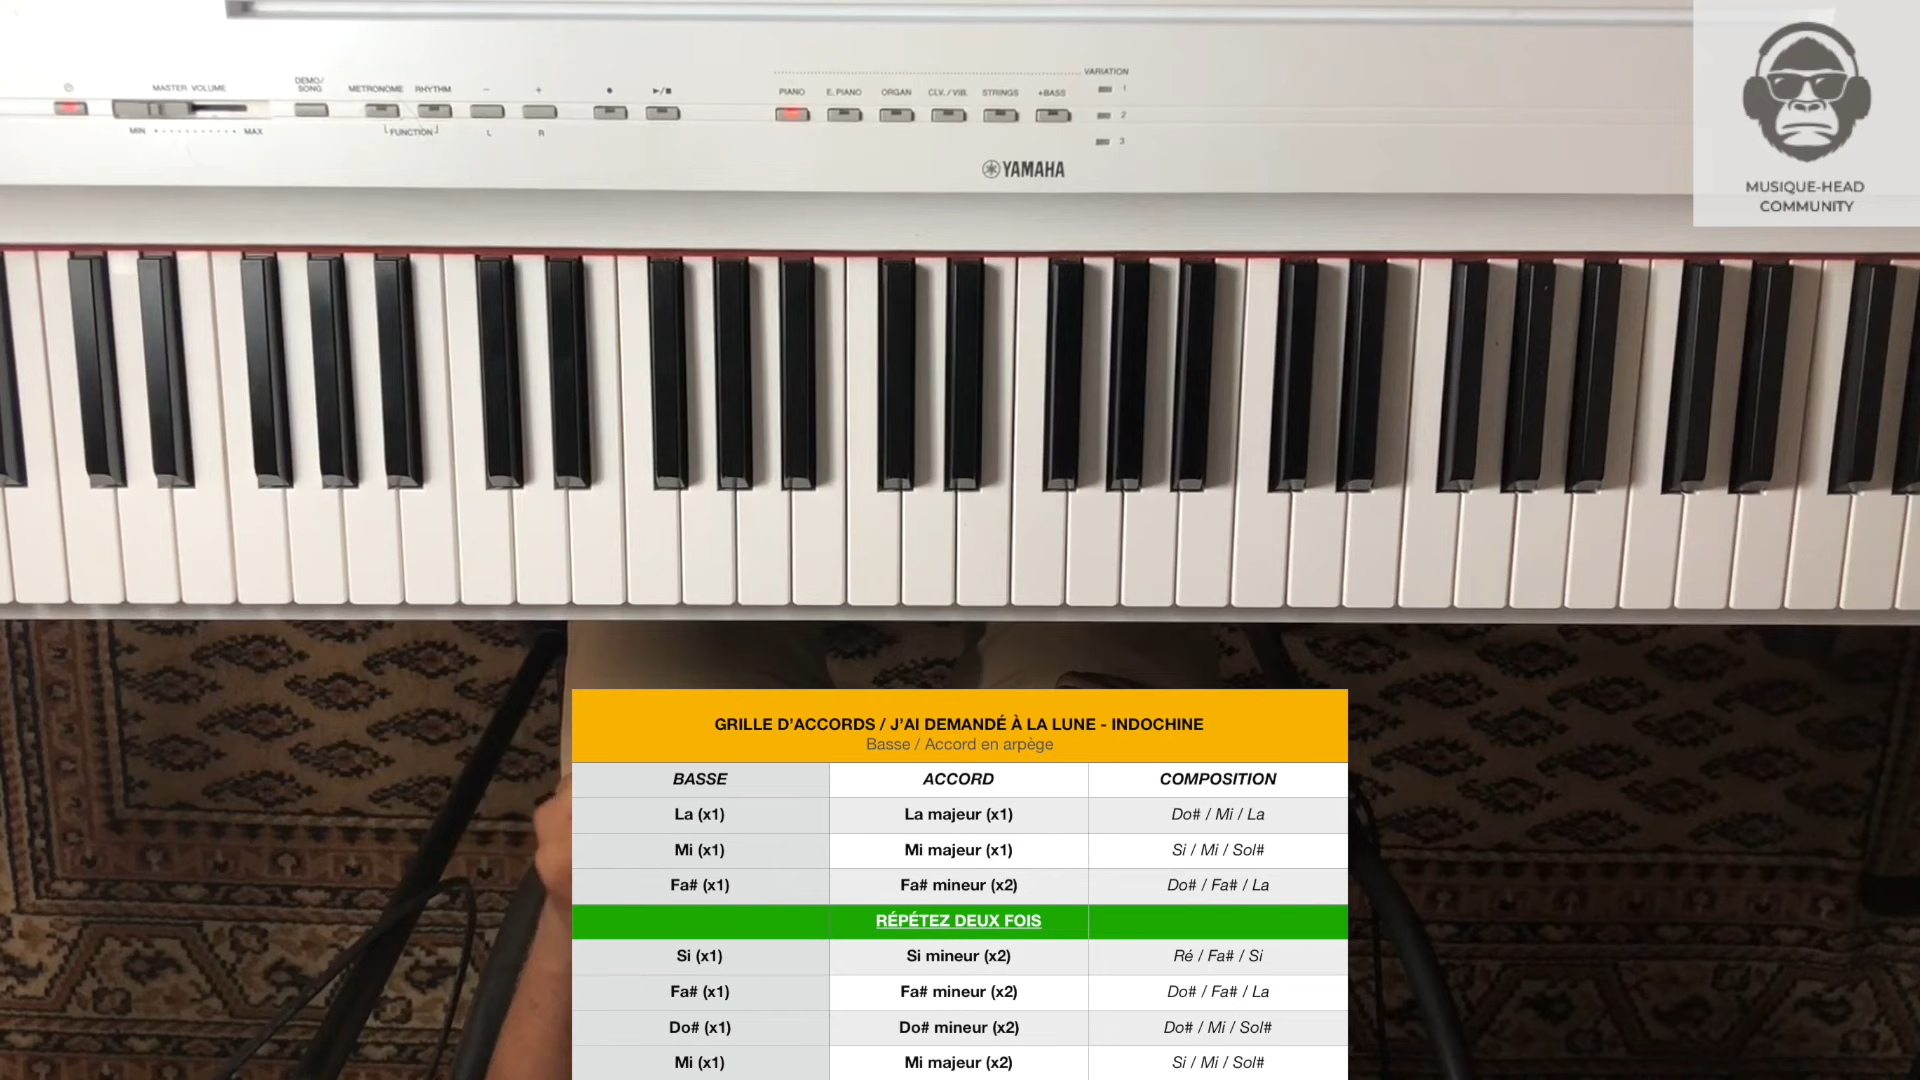 DEMO/
SONG
MASTER VOLUME
METRONOME RHYTHM
- +
MIN MAX
FUNCTION
L R
PIANO E. PIANO ORGAN CLV. / VIB. STRINGS +BASS
VARIATION
1
2
3
YAMAHA
MUSIQUE-HEAD
COMMUNITY
GRILLE D’ACCORDS / J’AI DEMANDÉ À LA LUNE - INDOCHINE
Basse / Accord en arpège
BASSE ACCORD COMPOSITION
La (x1) La majeur (x1) Do# / Mi / La
Mi (x1) Mi majeur (x1) Si / Mi / Sol#
Fa# (x1) Fa# mineur (x2) Do# / Fa# / La
RÉPÉTEZ DEUX FOIS
Si (x1) Si mineur (x2) Ré / Fa# / Si
Fa# (x1) Fa# mineur (x2) Do# / Fa# / La
Do# (x1) Do# mineur (x2) Do# / Mi / Sol#
Mi (x1) Mi majeur (x2) Si / Mi / Sol#